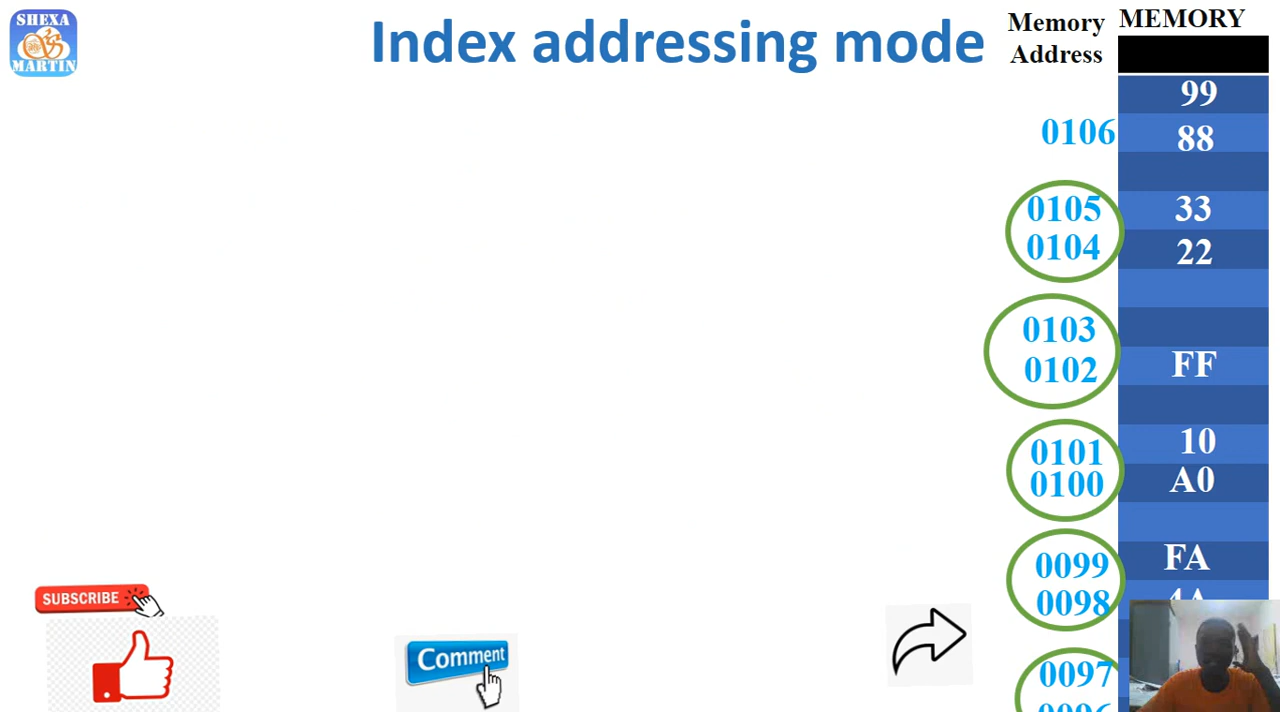 SHEXA
MARTIN
Index addressing mode
Memory
Address
MEMORY
99
0106 88
0105 33
0104 22
0103
0102 FF
0101 10
0100 A0
0099 FA
0098
0097
SUBSCRIBE
Comment